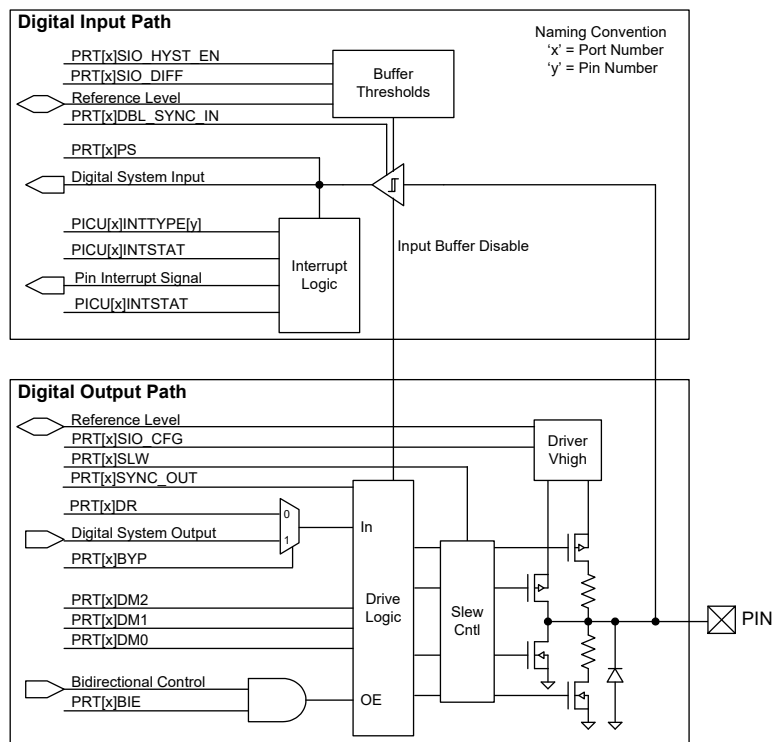 Digital Input Path
Naming Convention
'x' = Port Number
'y' = Pin Number
PRT[x]SIO_HYST_EN
PRT[x]SIO_DIFF
Reference Level
PRT[x]DBL_SYNC_IN
Buffer
Thresholds
PRT[x]PS
Digital System Input
PICU[x]INTTYPE[y]
PICU[x]INTSTAT
Pin Interrupt Signal
PICU[x]INTSTAT
Interrupt
Logic
Input Buffer Disable
Digital Output Path
Reference Level
PRT[x]SIO_CFG
PRT[x]SLW
PRT[x]SYNC_OUT
Driver
Vhigh
PRT[x]DR
Digital System Output
PRT[x]BYP
0
1
In
PRT[x]DM2
PRT[x]DM1
PRT[x]DM0
Drive
Logic
Slew
Cntl
PIN
Bidirectional Control
PRT[x]BIE
OE